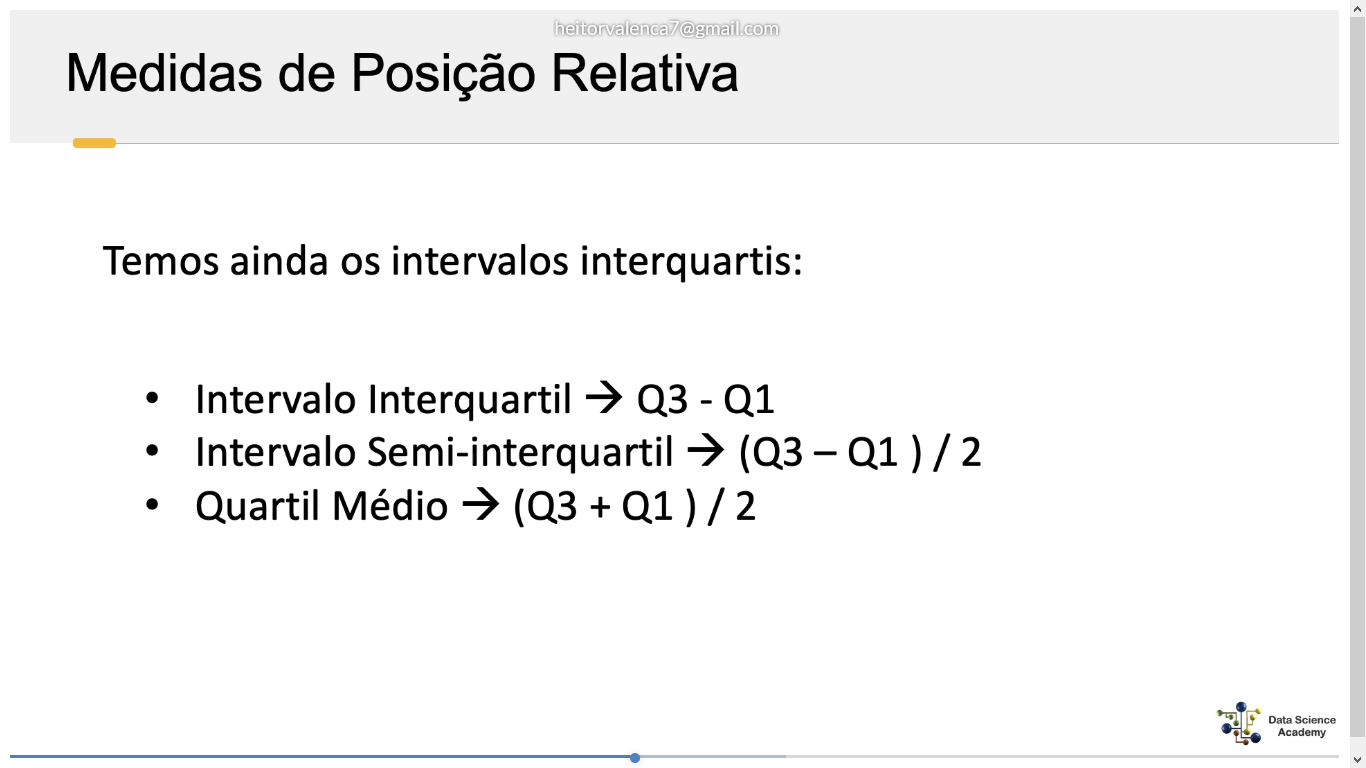 heitorvalenca7@gmail.com
Medidas de Posição Relativa
Temos ainda os intervalos interquartis:
• Intervalo Interquartil → Q3 - Q1
• Intervalo Semi-interquartil → (Q3 – Q1 ) / 2
• Quartil Médio → (Q3 + Q1 ) / 2
Data Science
Academy